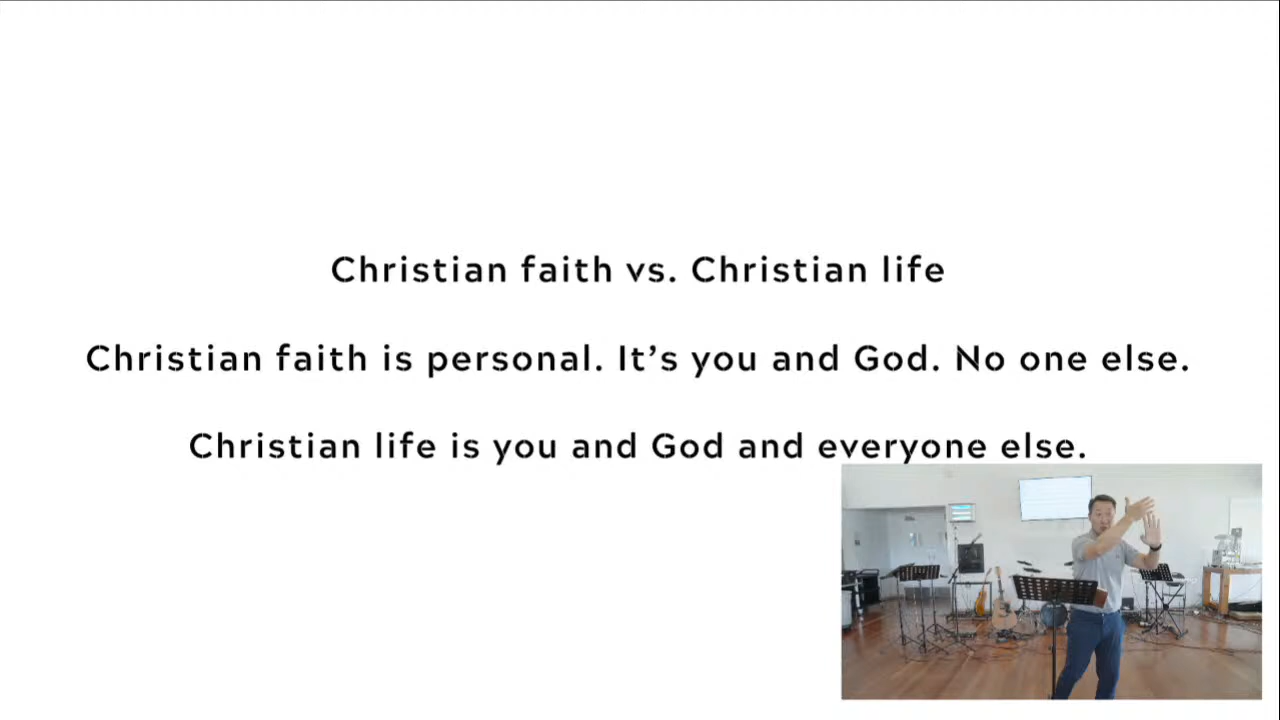 Christian faith vs. Christian life
Christian faith is personal. It’s you and God. No one else.
Christian life is you and God and everyone else.